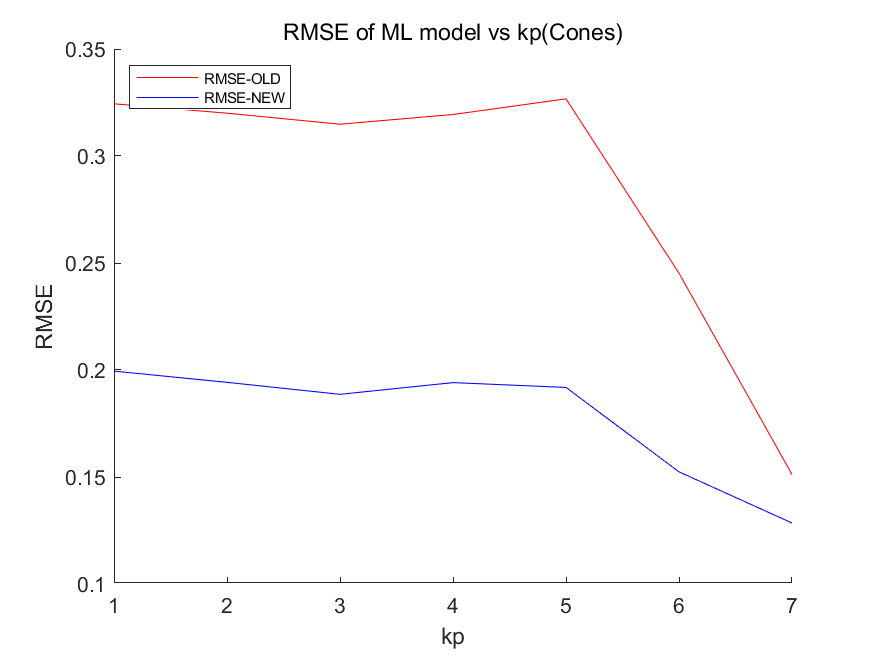 RMSE of ML model vs kp(Cones)
0.35
RMSE-OLD
RMSE-NEW
0.3
0.25
RMSE
0.2
0.15
0.1
1 2 3 4 5 6 7
kp